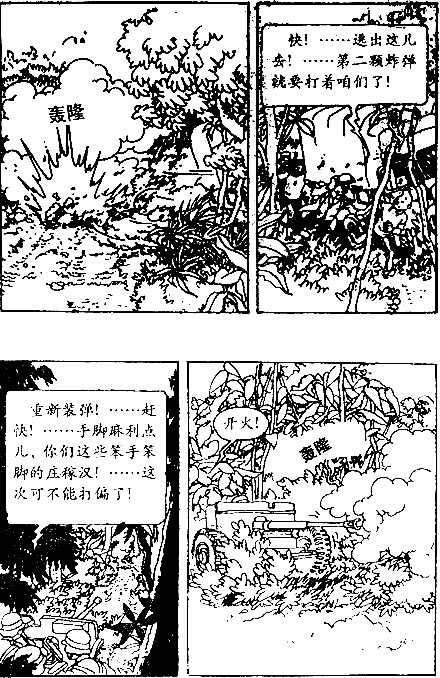 轰隆
快！……逃出这儿
去！……第二颗炸弹
就要打着咱们了！
重新装弹！……赶
快！……手脚麻利点
儿，你们这些笨手笨
脚的庄稼汉！……这
次可不能打偏了！
开火！
轰隆